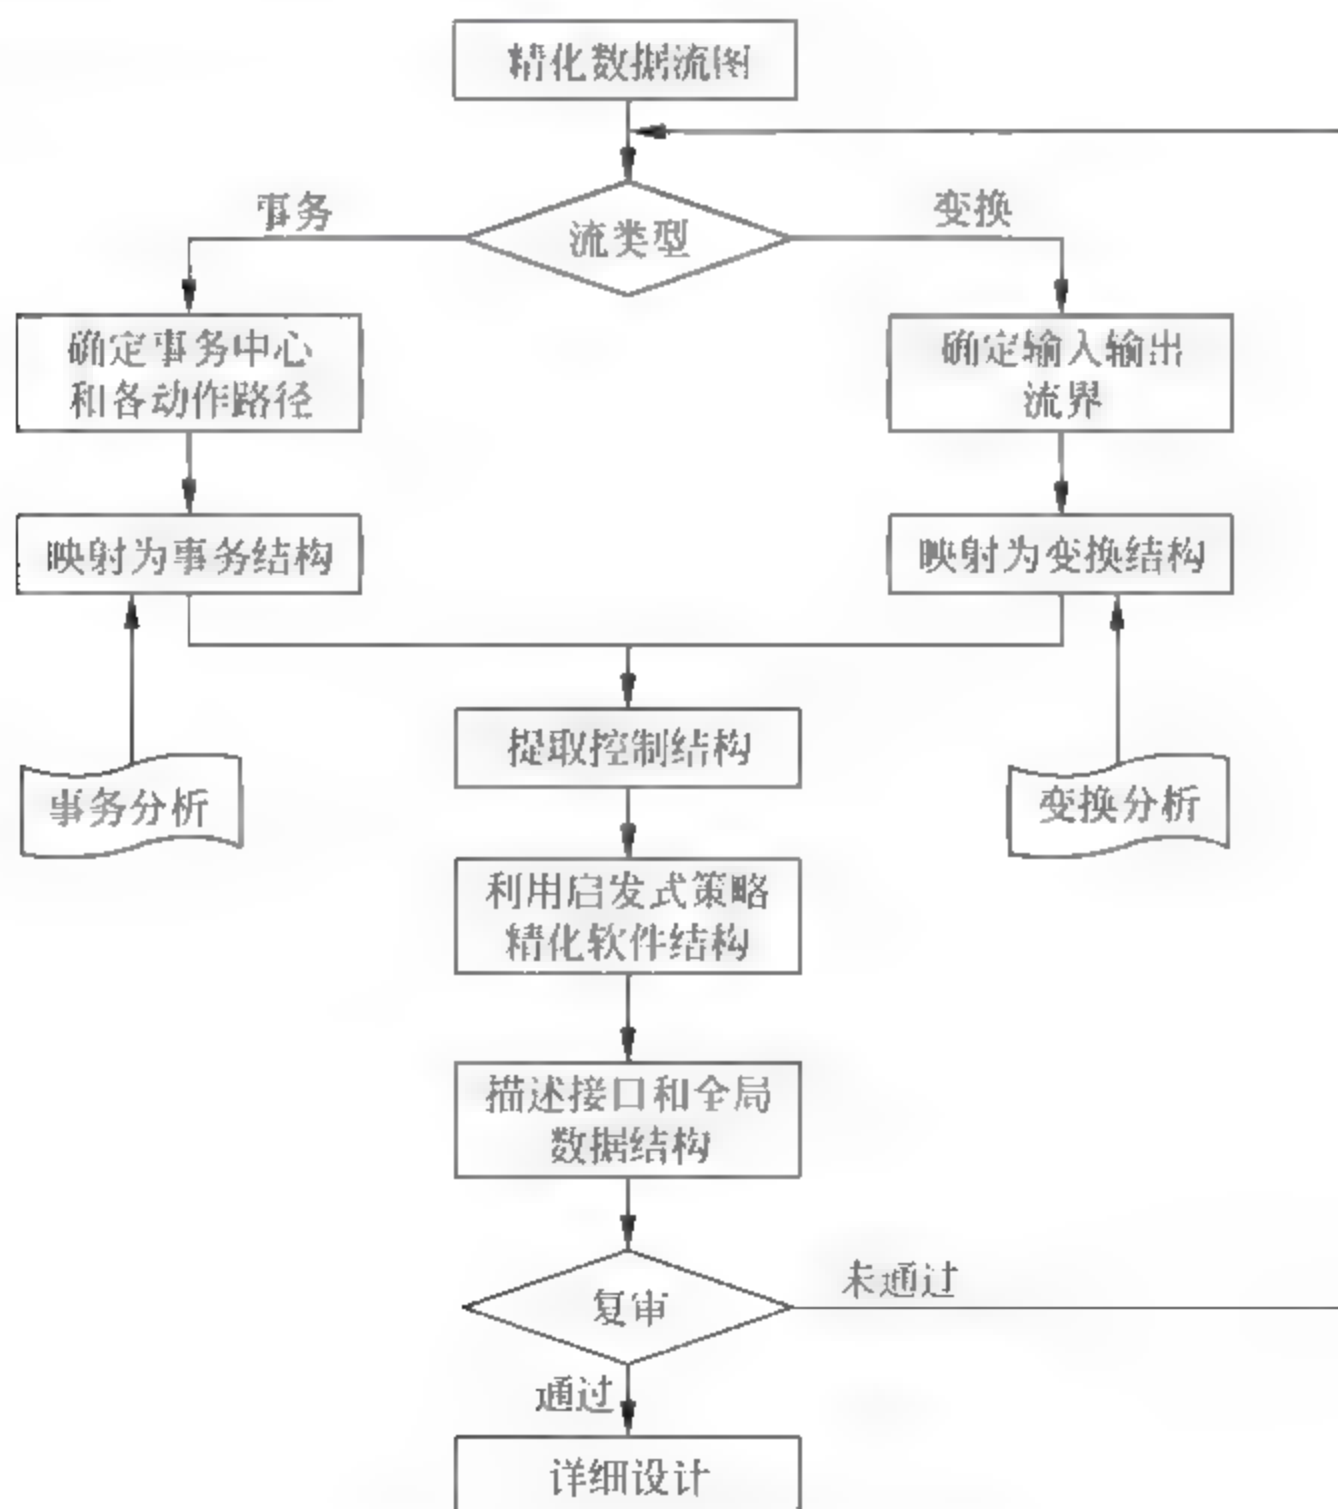 精化数据流图
事务
变换
流类型
确定事务中心
和各动作路径
确定输入输出
流界
映射为事务结构
映射为变换结构
提取控制结构
事务分析
变换分析
利用启发式策略
精化软件结构
描述接口和全局
数据结构
复审
未通过
通过
详细设计